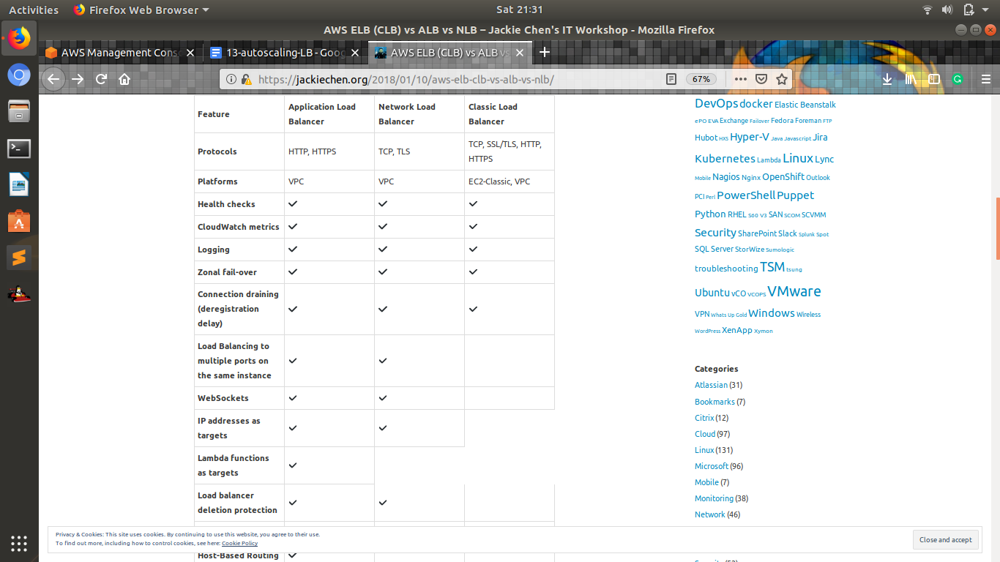 Activities Firefox Web Browser Sat 21:31
AWS ELB (CLB) vs ALB vs NLB – Jackie Chen's IT Workshop - Mozilla Firefox
AWS Management Conso 13-autoscaling-LB - Goog AWS ELB (CLB) vs ALB vs
https://jackiechen.org/2018/01/10/aws-elb-clb-vs-alb-vs-nlb/ 67%
Feature Application Load Balancer Network Load Balancer Classic Load Balancer
Protocols HTTP, HTTPS TCP, TLS TCP, SSL/TLS, HTTP, HTTPS
Platforms VPC VPC EC2-Classic, VPC
Health checks ✔ ✔ ✔
CloudWatch metrics ✔ ✔ ✔
Logging ✔ ✔ ✔
Zonal fail-over ✔ ✔ ✔
Connection draining
(deregistration
delay) ✔ ✔ ✔
Load Balancing to
multiple ports on
the same instance ✔ ✔
WebSockets ✔ ✔
IP addresses as
targets ✔ ✔
Lambda functions
as targets ✔
Load balancer
deletion protection ✔ ✔
Host-Based Routing ✔
DevOps docker Elastic Beanstalk
ePO EVA Exchange Failover Fedora Foreman FTP
Hubot HXS Hyper-V Java Javascript Jira
Kubernetes Lambda Linux Lync
Mobile Nagios Nginx OpenShift Outlook
PCI Perl PowerShell Puppet
Python RHEL S60 V3 SAN SCOM SCVMM
Security SharePoint Slack Splunk Spot
SQL Server StorWize Sumologic
troubleshooting TSM tsung
Ubuntu vCO VCOPS VMware
VPN Whats Up Gold Windows Wireless
WordPress XenApp Xymon
Categories
Atlassian (31)
Bookmarks (7)
Citrix (12)
Cloud (97)
Linux (131)
Microsoft (96)
Mobile (7)
Monitoring (38)
Network (46)
Privacy & Cookies: This site uses cookies. By continuing to use this website, you agree to their use.
To find out more, including how to control cookies, see here: Cookie Policy
Close and accept